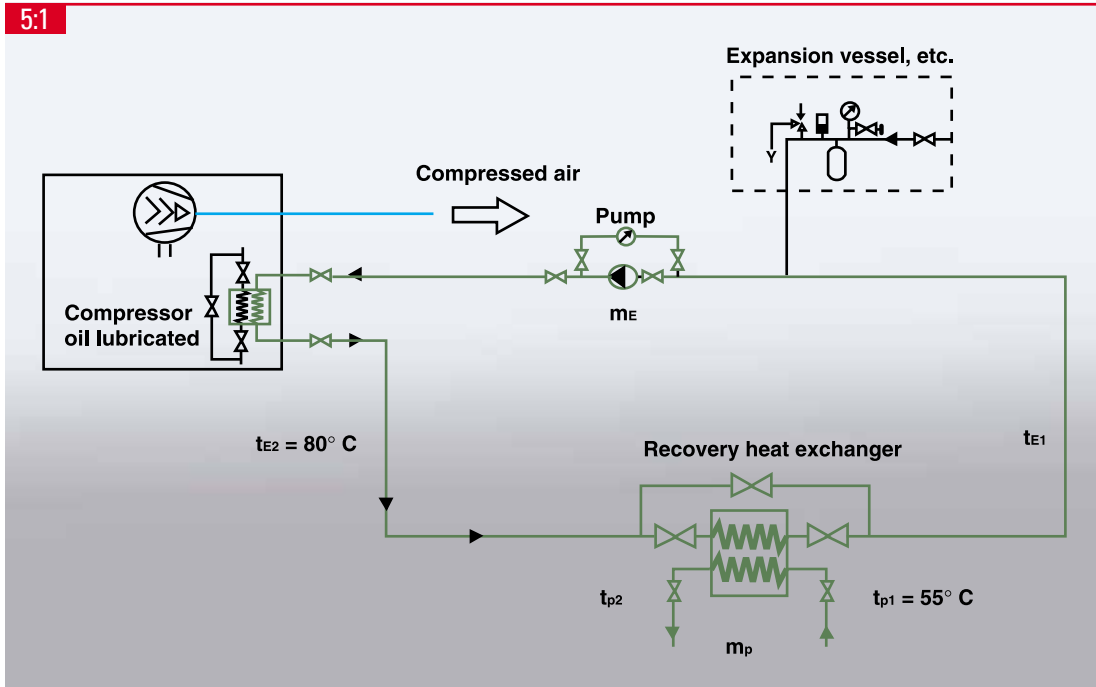 5:1
Expansion vessel, etc.
Y
Compressed air
Pump
mE
Compressor
oil lubricated
tE2 = 80° C
tE1
Recovery heat exchanger
tp2
tp1 = 55° C
mp